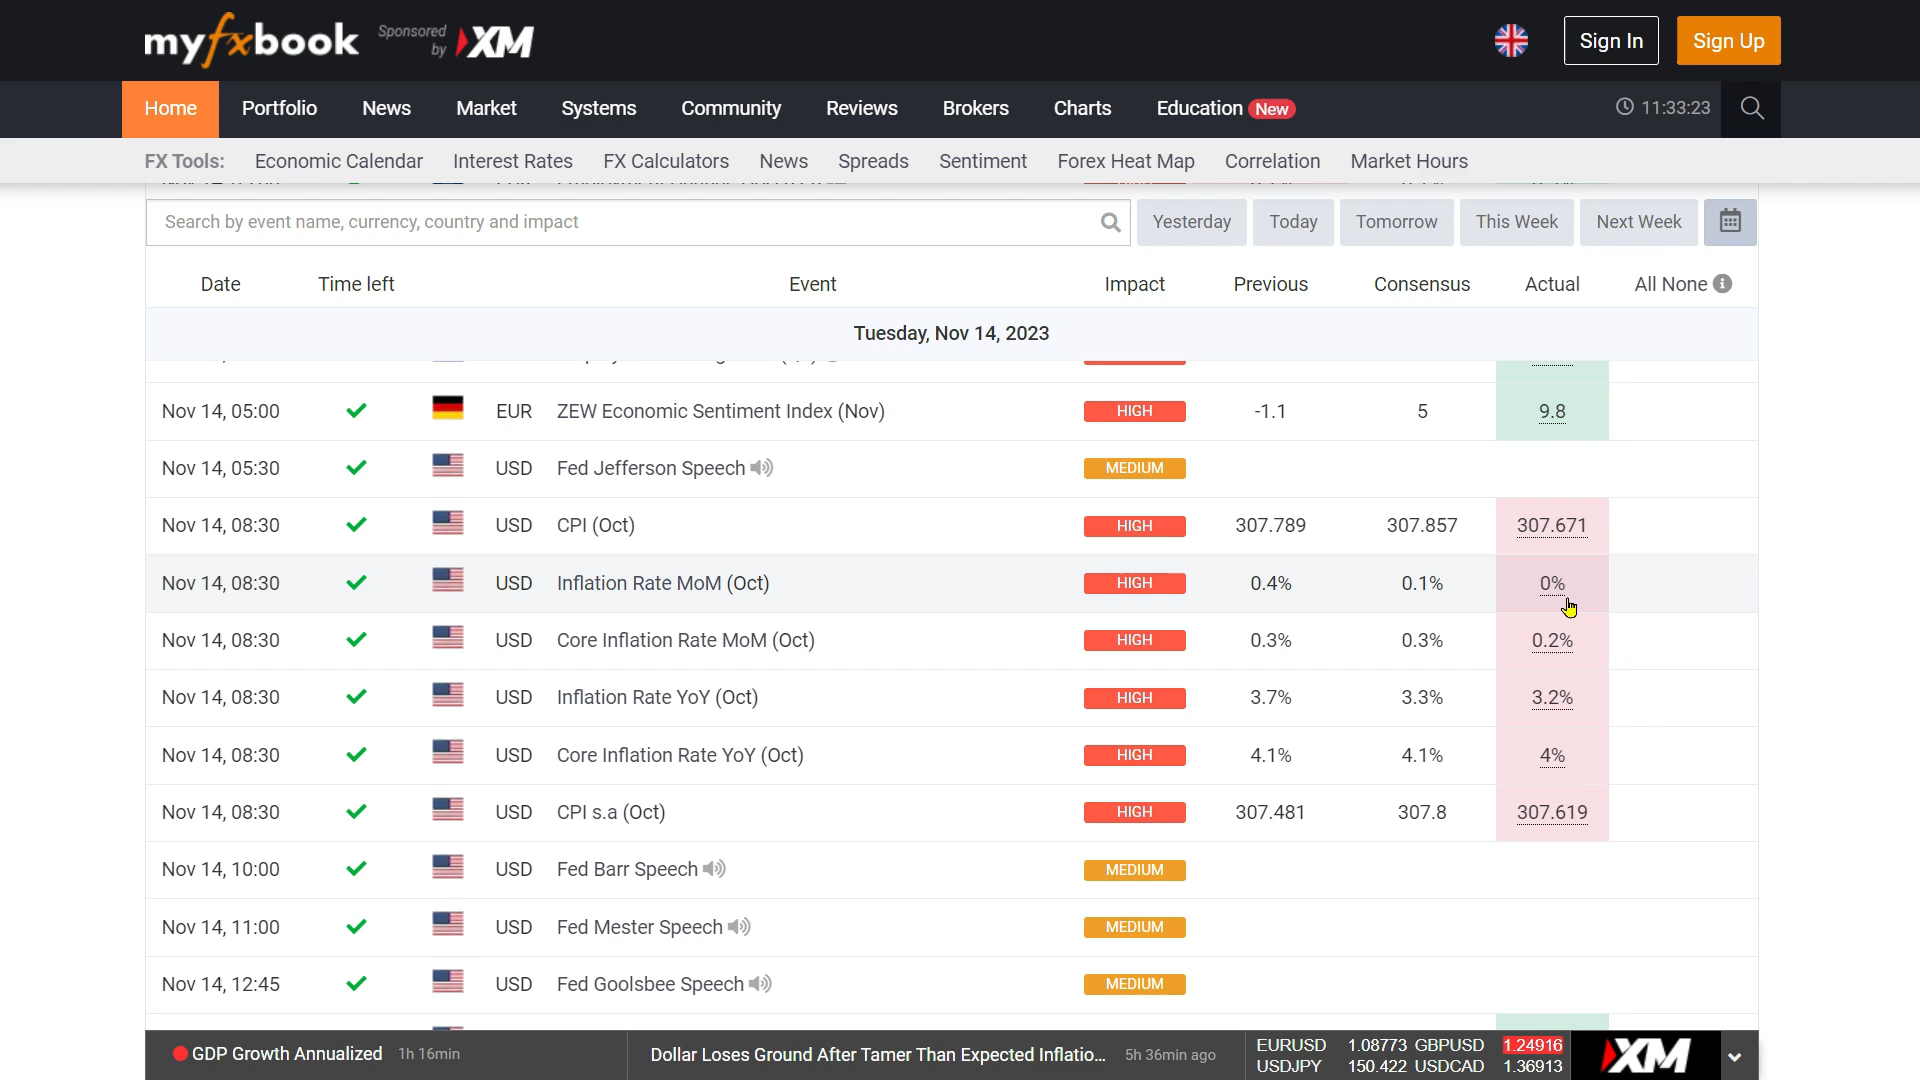 myfxbook Sponsored by XM Sign In Sign Up
Home Portfolio News Market Systems Community Reviews Brokers Charts Education New 11:33:23
FX Tools: Economic Calendar Interest Rates FX Calculators News Spreads Sentiment Forex Heat Map Correlation Market Hours
Search by event name, currency, country and impact Yesterday Today Tomorrow This Week Next Week
Date Time left Event Impact Previous Consensus Actual All None
Tuesday, Nov 14, 2023
Nov 14, 05:00 EUR ZEW Economic Sentiment Index (Nov) HIGH -1.1 5 9.8
Nov 14, 05:30 USD Fed Jefferson Speech MEDIUM
Nov 14, 08:30 USD CPI (Oct) HIGH 307.789 307.857 307.671
Nov 14, 08:30 USD Inflation Rate MoM (Oct) HIGH 0.4% 0.1% 0%
Nov 14, 08:30 USD Core Inflation Rate MoM (Oct) HIGH 0.3% 0.3% 0.2%
Nov 14, 08:30 USD Inflation Rate YoY (Oct) HIGH 3.7% 3.3% 3.2%
Nov 14, 08:30 USD Core Inflation Rate YoY (Oct) HIGH 4.1% 4.1% 4%
Nov 14, 08:30 USD CPI s.a (Oct) HIGH 307.481 307.8 307.619
Nov 14, 10:00 USD Fed Barr Speech MEDIUM
Nov 14, 11:00 USD Fed Mester Speech MEDIUM
Nov 14, 12:45 USD Fed Goolsbee Speech MEDIUM
GDP Growth Annualized 1h 16min Dollar Loses Ground After Tamer Than Expected Inflatio... 5h 36min ago EURUSD 1.08773 GBPUSD 1.24916 XM
USDJPY 150.422 USDCAD 1.36913